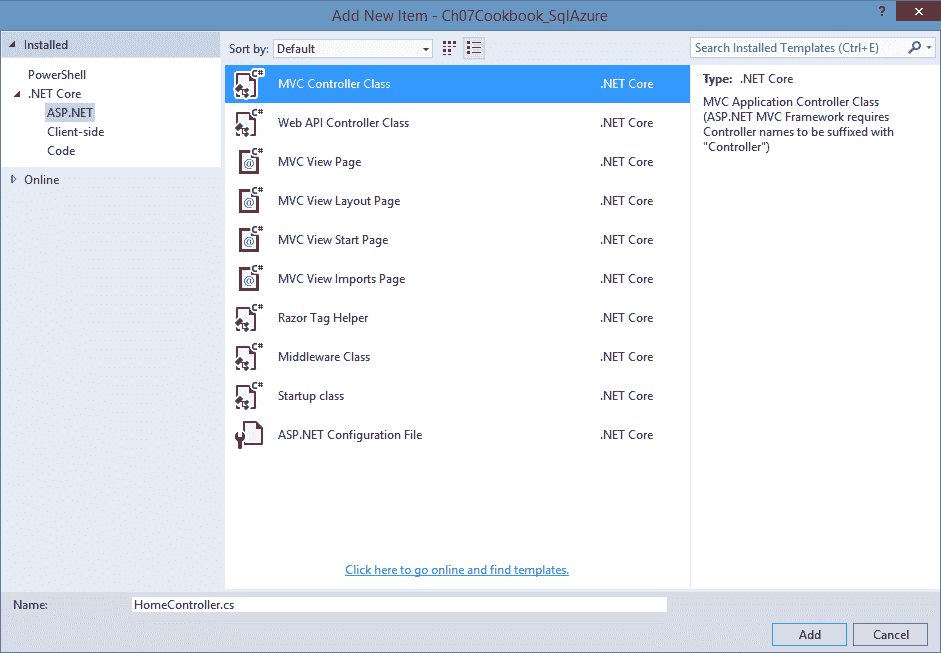 Add New Item - Ch07Cookbook_SqlAzure
?
Installed
PowerShell
.NET Core
ASP.NET
Client-side
Code
Online
Sort by: Default
Search Installed Templates (Ctrl+E)
C# MVC Controller Class .NET Core
C# Web API Controller Class .NET Core
C# @ MVC View Page .NET Core
C# @ MVC View Layout Page .NET Core
C# @ MVC View Start Page .NET Core
C# @ MVC View Imports Page .NET Core
C# Razor Tag Helper .NET Core
C# Middleware Class .NET Core
C# Startup class .NET Core
ASP.NET Configuration File .NET Core
Click here to go online and find templates.
Type: .NET Core
MVC Application Controller Class
(ASP.NET MVC Framework requires
Controller names to be suffixed with
"Controller")
Name: HomeController.cs
Add Cancel